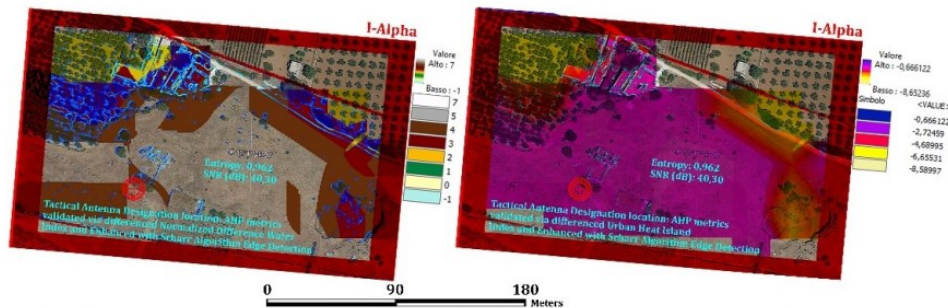 I-Alpha
Valore
Alto : 7
Basso : -1
7
5
4
3
2
1
0
-1
Entropy: 0,962
SNR (dB): 40,30
Tactical Antenna Designation location: AHP metrics
validated via differenced Normalized Difference Water
Index and Enhanced with Scharr Algorithm Edge Detection
I-Alpha
Valore
Alto : -0,666122
Basso : -8,65236
Simbolo
<VALUE>
-0,666122
-2,72459
-4,68995
-6,65531
-8,58997
Entropy: 0,962
SNR (dB): 40,30
Tactical Antenna Designation location: AHP metrics
validated via differenced Urban Heat Island
Index and Enhanced with Scharr Algorithm Edge Detection
0 90 180
Meters